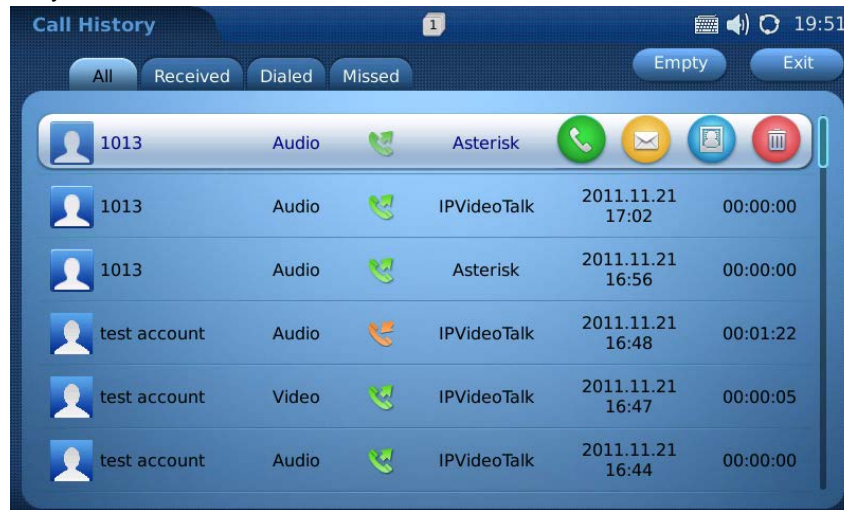 Call History 1 19:51
All Received Dialed Missed Empty Exit
1013 Audio Asterisk
1013 Audio IPVideoTalk 2011.11.21 17:02 00:00:00
1013 Audio Asterisk 2011.11.21 16:56 00:00:00
test account Audio IPVideoTalk 2011.11.21 16:48 00:01:22
test account Video IPVideoTalk 2011.11.21 16:47 00:00:05
test account Audio IPVideoTalk 2011.11.21 16:44 00:00:00